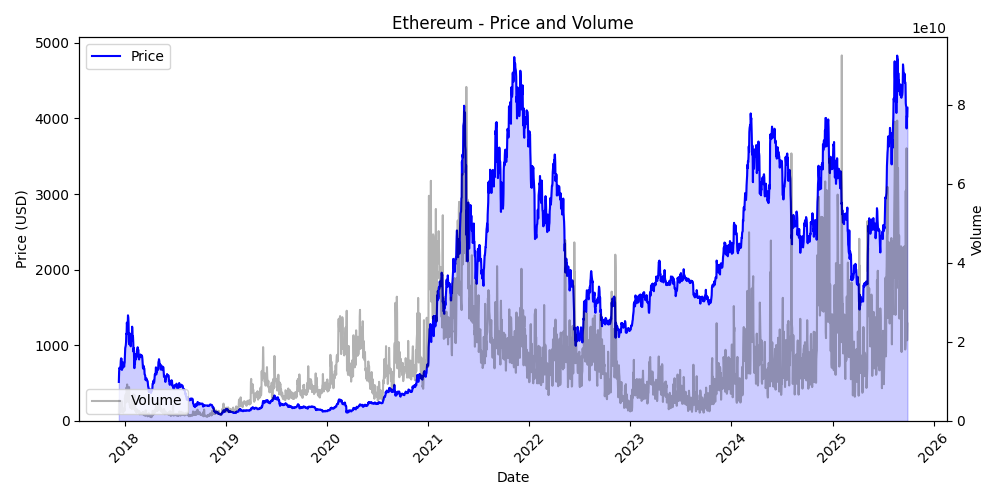 Ethereum - Price and Volume
1e10
Price
Volume
5000
4000
3000
2000
1000
0
Price (USD)
8
6
4
2
0
Volume
2018
2019
2020
2021
2022
2023
2024
2025
2026
Date